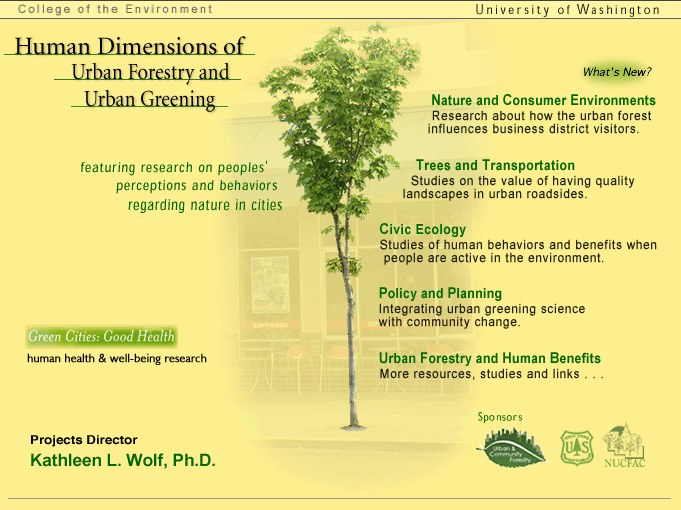 College of the Environment
University of Washington
Human Dimensions of
Urban Forestry and
Urban Greening
What's New?
Nature and Consumer Environments
Research about how the urban forest
influences business district visitors.
featuring research on peoples'
perceptions and behaviors
regarding nature in cities
Trees and Transportation
Studies on the value of having quality
landscapes in urban roadsides.
Civic Ecology
Studies of human behaviors and benefits when
people are active in the environment.
Policy and Planning
Integrating urban greening science
with community change.
Green Cities: Good Health
human health & well-being research
Urban Forestry and Human Benefits
More resources, studies and links . . .
Projects Director
Kathleen L. Wolf, Ph.D.
Sponsors
Urban &
Community
Forestry
NUCFAC